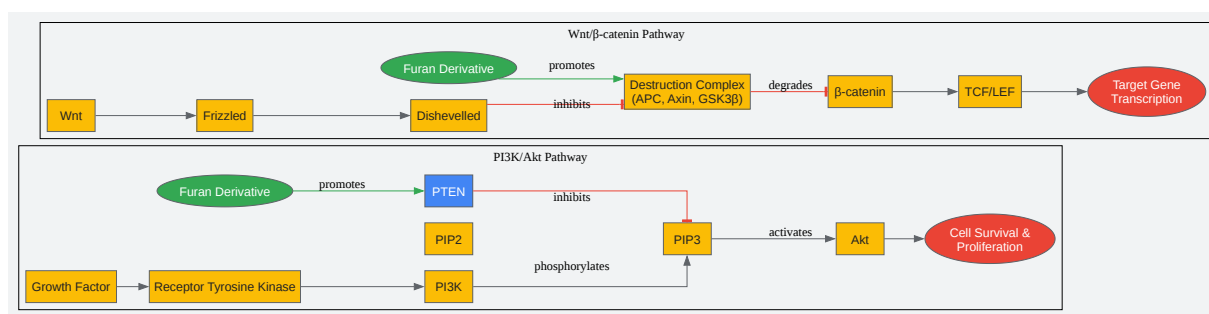 Wnt/β-catenin Pathway
Furan Derivative
promotes
Destruction Complex
(APC, Axin, GSK3β)
degrades
β-catenin
TCF/LEF
Target Gene
Transcription
Wnt
Frizzled
Dishevelled
inhibits
PI3K/Akt Pathway
Furan Derivative
promotes
PTEN
inhibits
PIP2
PIP3
activates
Akt
Cell Survival &
Proliferation
phosphorylates
Growth Factor
Receptor Tyrosine Kinase
PI3K